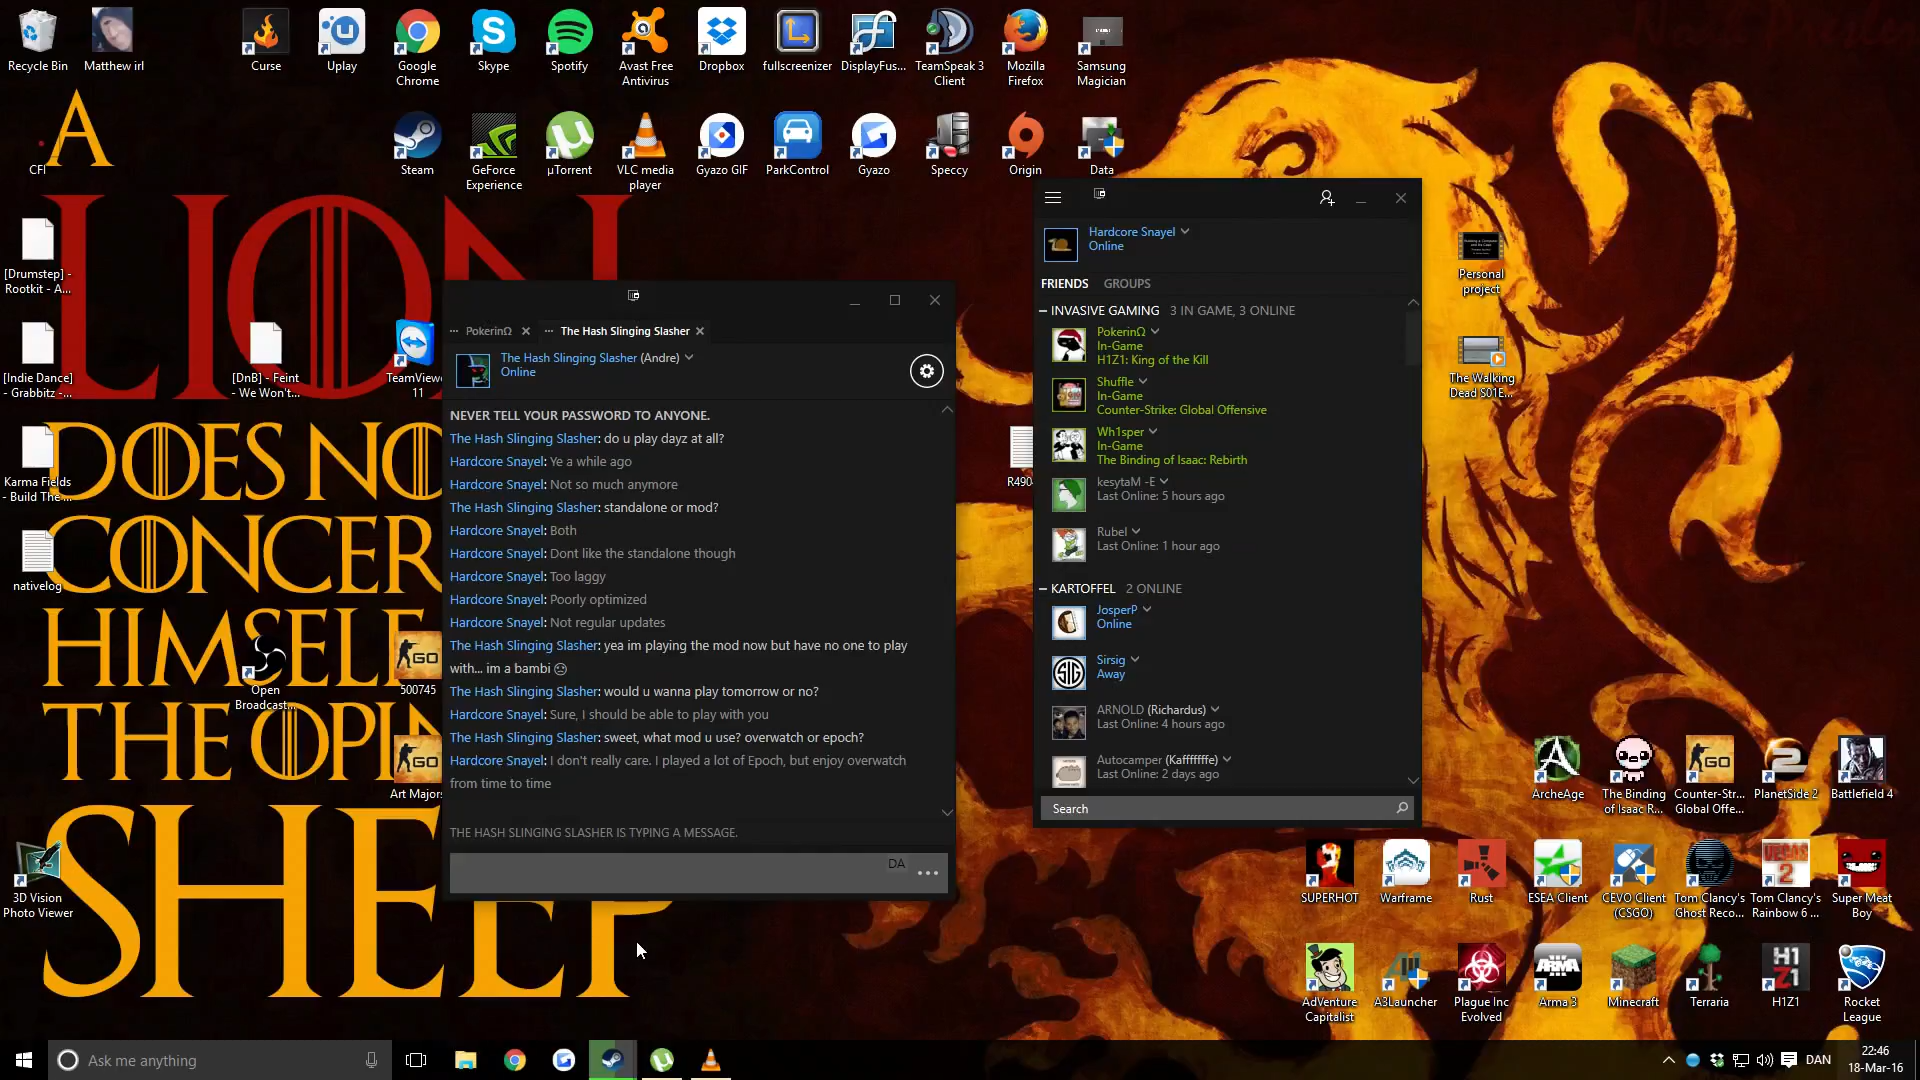 Recycle Bin
Matthew irl
Curse
Uplay
Google
Chrome
Skype
Spotify
Avast Free
Antivirus
Dropbox
fullscreenizer
DisplayFus...
TeamSpeak 3
Client
Mozilla
Firefox
Samsung
Magician
A
CFI
Steam
GeForce
Experience
µTorrent
VLC media
player
Gyazo GIF
ParkControl
Gyazo
Speccy
Origin
Data
LION
DOES NO
CONCER
HIMSELF
THE OPIN
SHEEP
[Drumstep] -
Rootkit - A...
[Indie Dance]
- Grabbitz -...
[DnB] - Feint
- We Won't...
TeamViewe
11
Karma Fields
- Build The...
nativelog
Open
Broadcast...
GO
500745
GO
Art Majors
3D Vision
Photo Viewer
R490
PokerinΩ
The Hash Slinging Slasher
The Hash Slinging Slasher (Andre)
Online
NEVER TELL YOUR PASSWORD TO ANYONE.
The Hash Slinging Slasher: do u play dayz at all?
Hardcore Snayel: Ye a while ago
Hardcore Snayel: Not so much anymore
The Hash Slinging Slasher: standalone or mod?
Hardcore Snayel: Both
Hardcore Snayel: Dont like the standalone though
Hardcore Snayel: Too laggy
Hardcore Snayel: Poorly optimized
Hardcore Snayel: Not regular updates
The Hash Slinging Slasher: yea im playing the mod now but have no one to play
with... im a bambi
The Hash Slinging Slasher: would u wanna play tomorrow or no?
Hardcore Snayel: Sure, I should be able to play with you
The Hash Slinging Slasher: sweet, what mod u use? overwatch or epoch?
Hardcore Snayel: I don't really care. I played a lot of Epoch, but enjoy overwatch
from time to time
THE HASH SLINGING SLASHER IS TYPING A MESSAGE.
DA
Hardcore Snayel
Online
FRIENDS GROUPS
INVASIVE GAMING 3 IN GAME, 3 ONLINE
PokerinΩ
In-Game
H1Z1: King of the Kill
Shuffle
In-Game
Counter-Strike: Global Offensive
Wh1sper
In-Game
The Binding of Isaac: Rebirth
kesytaM -E
Last Online: 5 hours ago
Rubel
Last Online: 1 hour ago
KARTOFFEL 2 ONLINE
JosperP
Online
SIG
Sirsig
Away
ARNOLD (Richardus)
Last Online: 4 hours ago
Autocamper (Kafffffffe)
Last Online: 2 days ago
Search
Personal
project
The Walking
Dead S01E...
ArcheAge
The Binding
of Isaac R...
GO
Counter-Str...
Global Offe...
PlanetSide 2
Battlefield 4
SUPERHOT
Warframe
Rust
ESEA Client
CEVO Client
(CSGO)
Tom Clancy's
Ghost Reco...
VEGAS
2
Tom Clancy's
Rainbow 6 ...
Super Meat
Boy
AdVenture
Capitalist
A3Launcher
Plague Inc
Evolved
ARMA
Arma 3
Minecraft
Terraria
H1
Z1
H1Z1
Rocket
League
Ask me anything
DAN
22:46
18-Mar-16